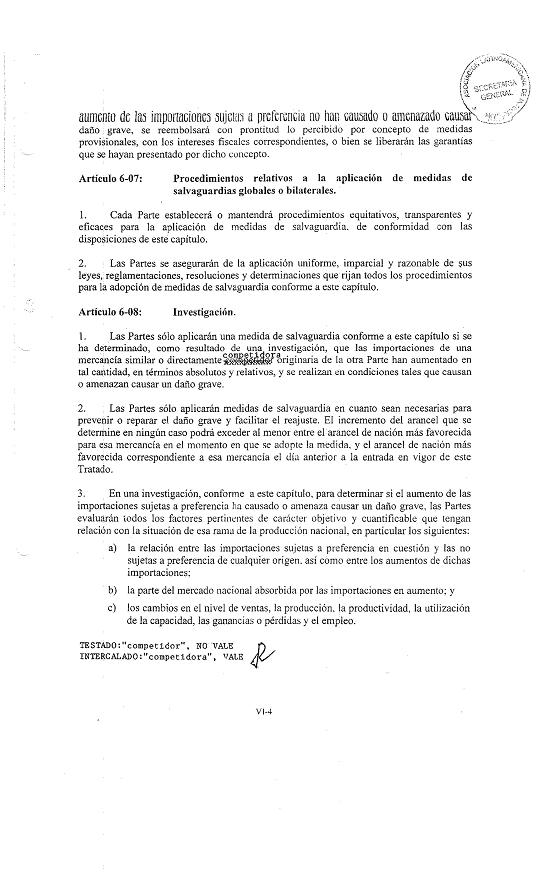 ASOCIACION LATINOAMERICANA DE
SECRETARIA
GENERAL
aumento de las importaciones sujetas a preferencia no han causado o amenazado causar
daño grave, se reembolsará con prontitud lo percibido por concepto de medidas
provisionales, con los intereses fiscales correspondientes, o bien se liberarán las garantías
que se hayan presentado por dicho concepto.
Artículo 6-07: Procedimientos relativos a la aplicación de medidas de
salvaguardias globales o bilaterales.
1. Cada Parte establecerá o mantendrá procedimientos equitativos, transparentes y
eficaces para la aplicación de medidas de salvaguardia, de conformidad con las
disposiciones de este capítulo.
2. Las Partes se asegurarán de la aplicación uniforme, imparcial y razonable de sus
leyes, reglamentaciones, resoluciones y determinaciones que rijan todos los procedimientos
para la adopción de medidas de salvaguardia conforme a este capítulo.
Artículo 6-08: Investigación.
1. Las Partes sólo aplicarán una medida de salvaguardia conforme a este capítulo si se
ha determinado, como resultado de una investigación, que las importaciones de una
mercancía similar o directamente competidora originaria de la otra Parte han aumentado en
tal cantidad, en términos absolutos y relativos, y se realizan en condiciones tales que causan
o amenazan causar un daño grave.
2. Las Partes sólo aplicarán medidas de salvaguardia en cuanto sean necesarias para
prevenir o reparar el daño grave y facilitar el reajuste. El incremento del arancel que se
determine en ningún caso podrá exceder al menor entre el arancel de nación más favorecida
para esa mercancía en el momento en que se adopte la medida, y el arancel de nación más
favorecida correspondiente a esa mercancía el día anterior a la entrada en vigor de este
Tratado.
3. En una investigación, conforme a este capítulo, para determinar si el aumento de las
importaciones sujetas a preferencia ha causado o amenaza causar un daño grave, las Partes
evaluarán todos los factores pertinentes de carácter objetivo y cuantificable que tengan
relación con la situación de esa rama de la producción nacional, en particular los siguientes:
a) la relación entre las importaciones sujetas a preferencia en cuestión y las no
sujetas a preferencia de cualquier origen, así como entre los aumentos de dichas
importaciones;
b) la parte del mercado nacional absorbida por las importaciones en aumento; y
c) los cambios en el nivel de ventas, la producción, la productividad, la utilización
de la capacidad, las ganancias o pérdidas y el empleo.
TESTADO:"competidor", NO VALE
INTERCALADO:"competidora", VALE
VI-4